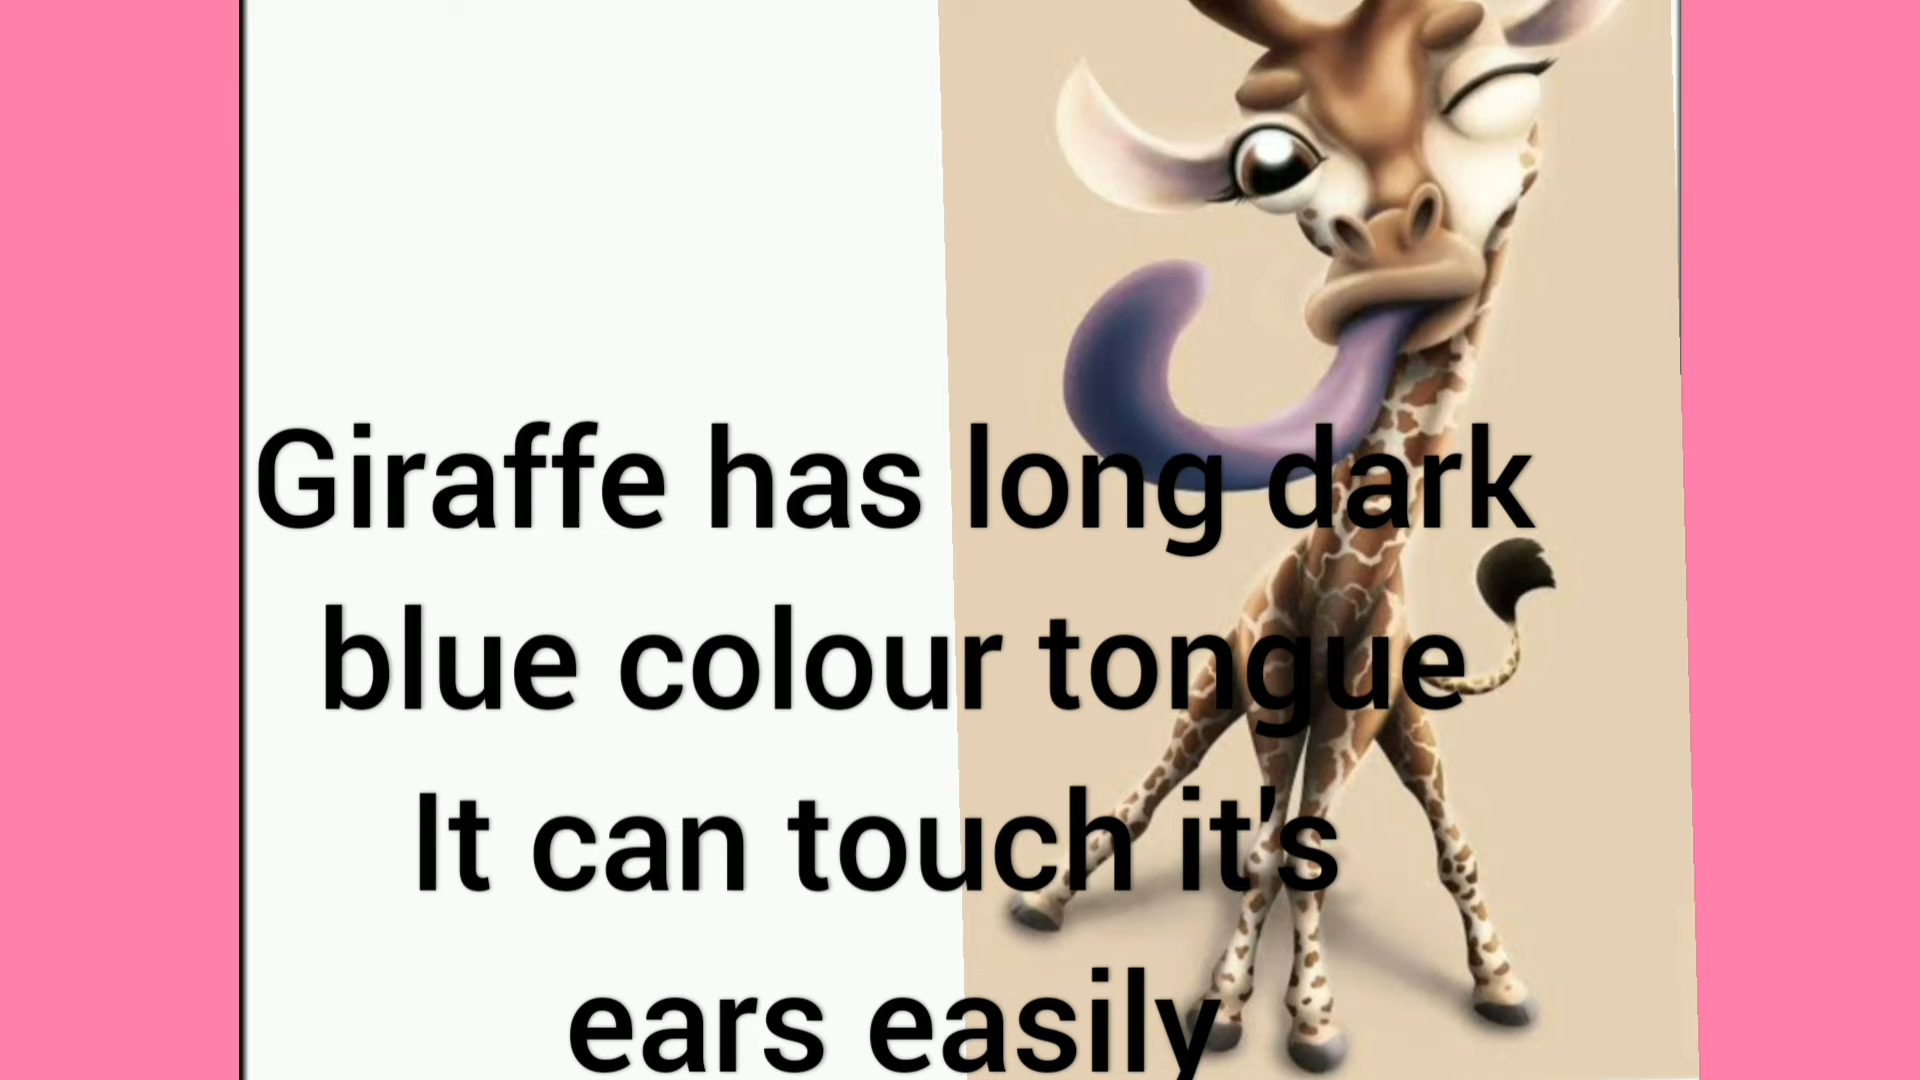 Giraffe has long dark
blue colour tongue
It can touch it's
ears easily